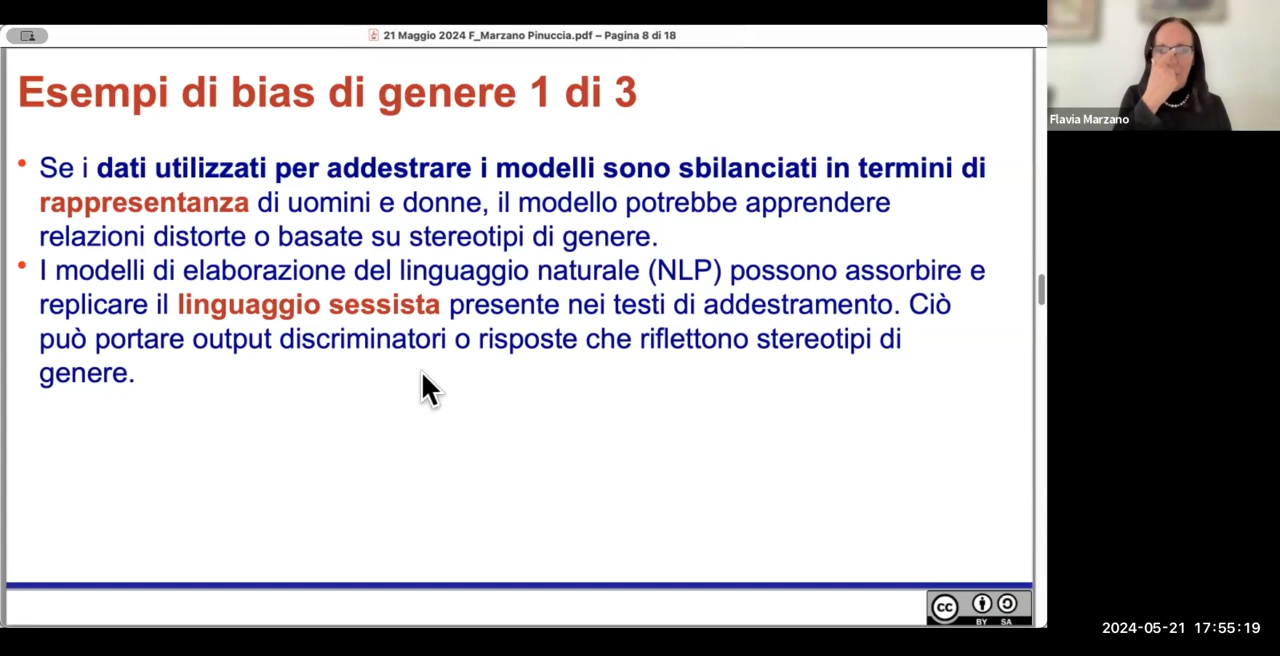 21 Maggio 2024 F_Marzano Pinuccia.pdf – Pagina 8 di 18
Esempi di bias di genere 1 di 3
• Se i dati utilizzati per addestrare i modelli sono sbilanciati in termini di
rappresentanza di uomini e donne, il modello potrebbe apprendere
relazioni distorte o basate su stereotipi di genere.
• I modelli di elaborazione del linguaggio naturale (NLP) possono assorbire e
replicare il linguaggio sessista presente nei testi di addestramento. Ciò
può portare output discriminatori o risposte che riflettono stereotipi di
genere.
cc
BY SA
Flavia Marzano
2024-05-21 17:55:19